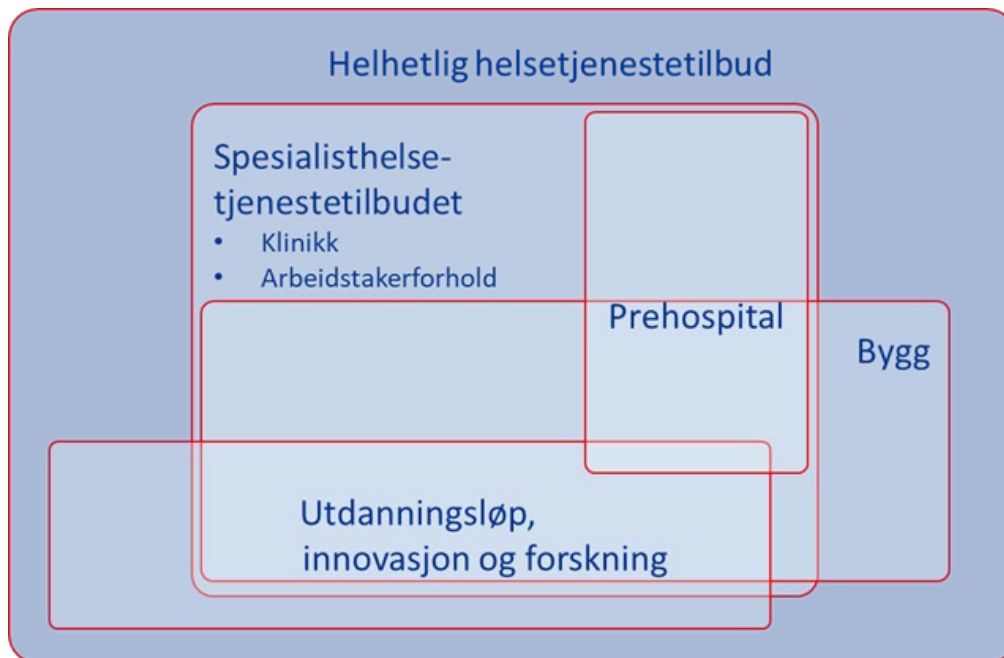 Helhetlig helsetjenestetilbud
Spesialisthelse-
tjenestetilbudet
• Klinikk
• Arbeidstakerforhold
Prehospital
Bygg
Utdanningsløp,
innovasjon og forskning